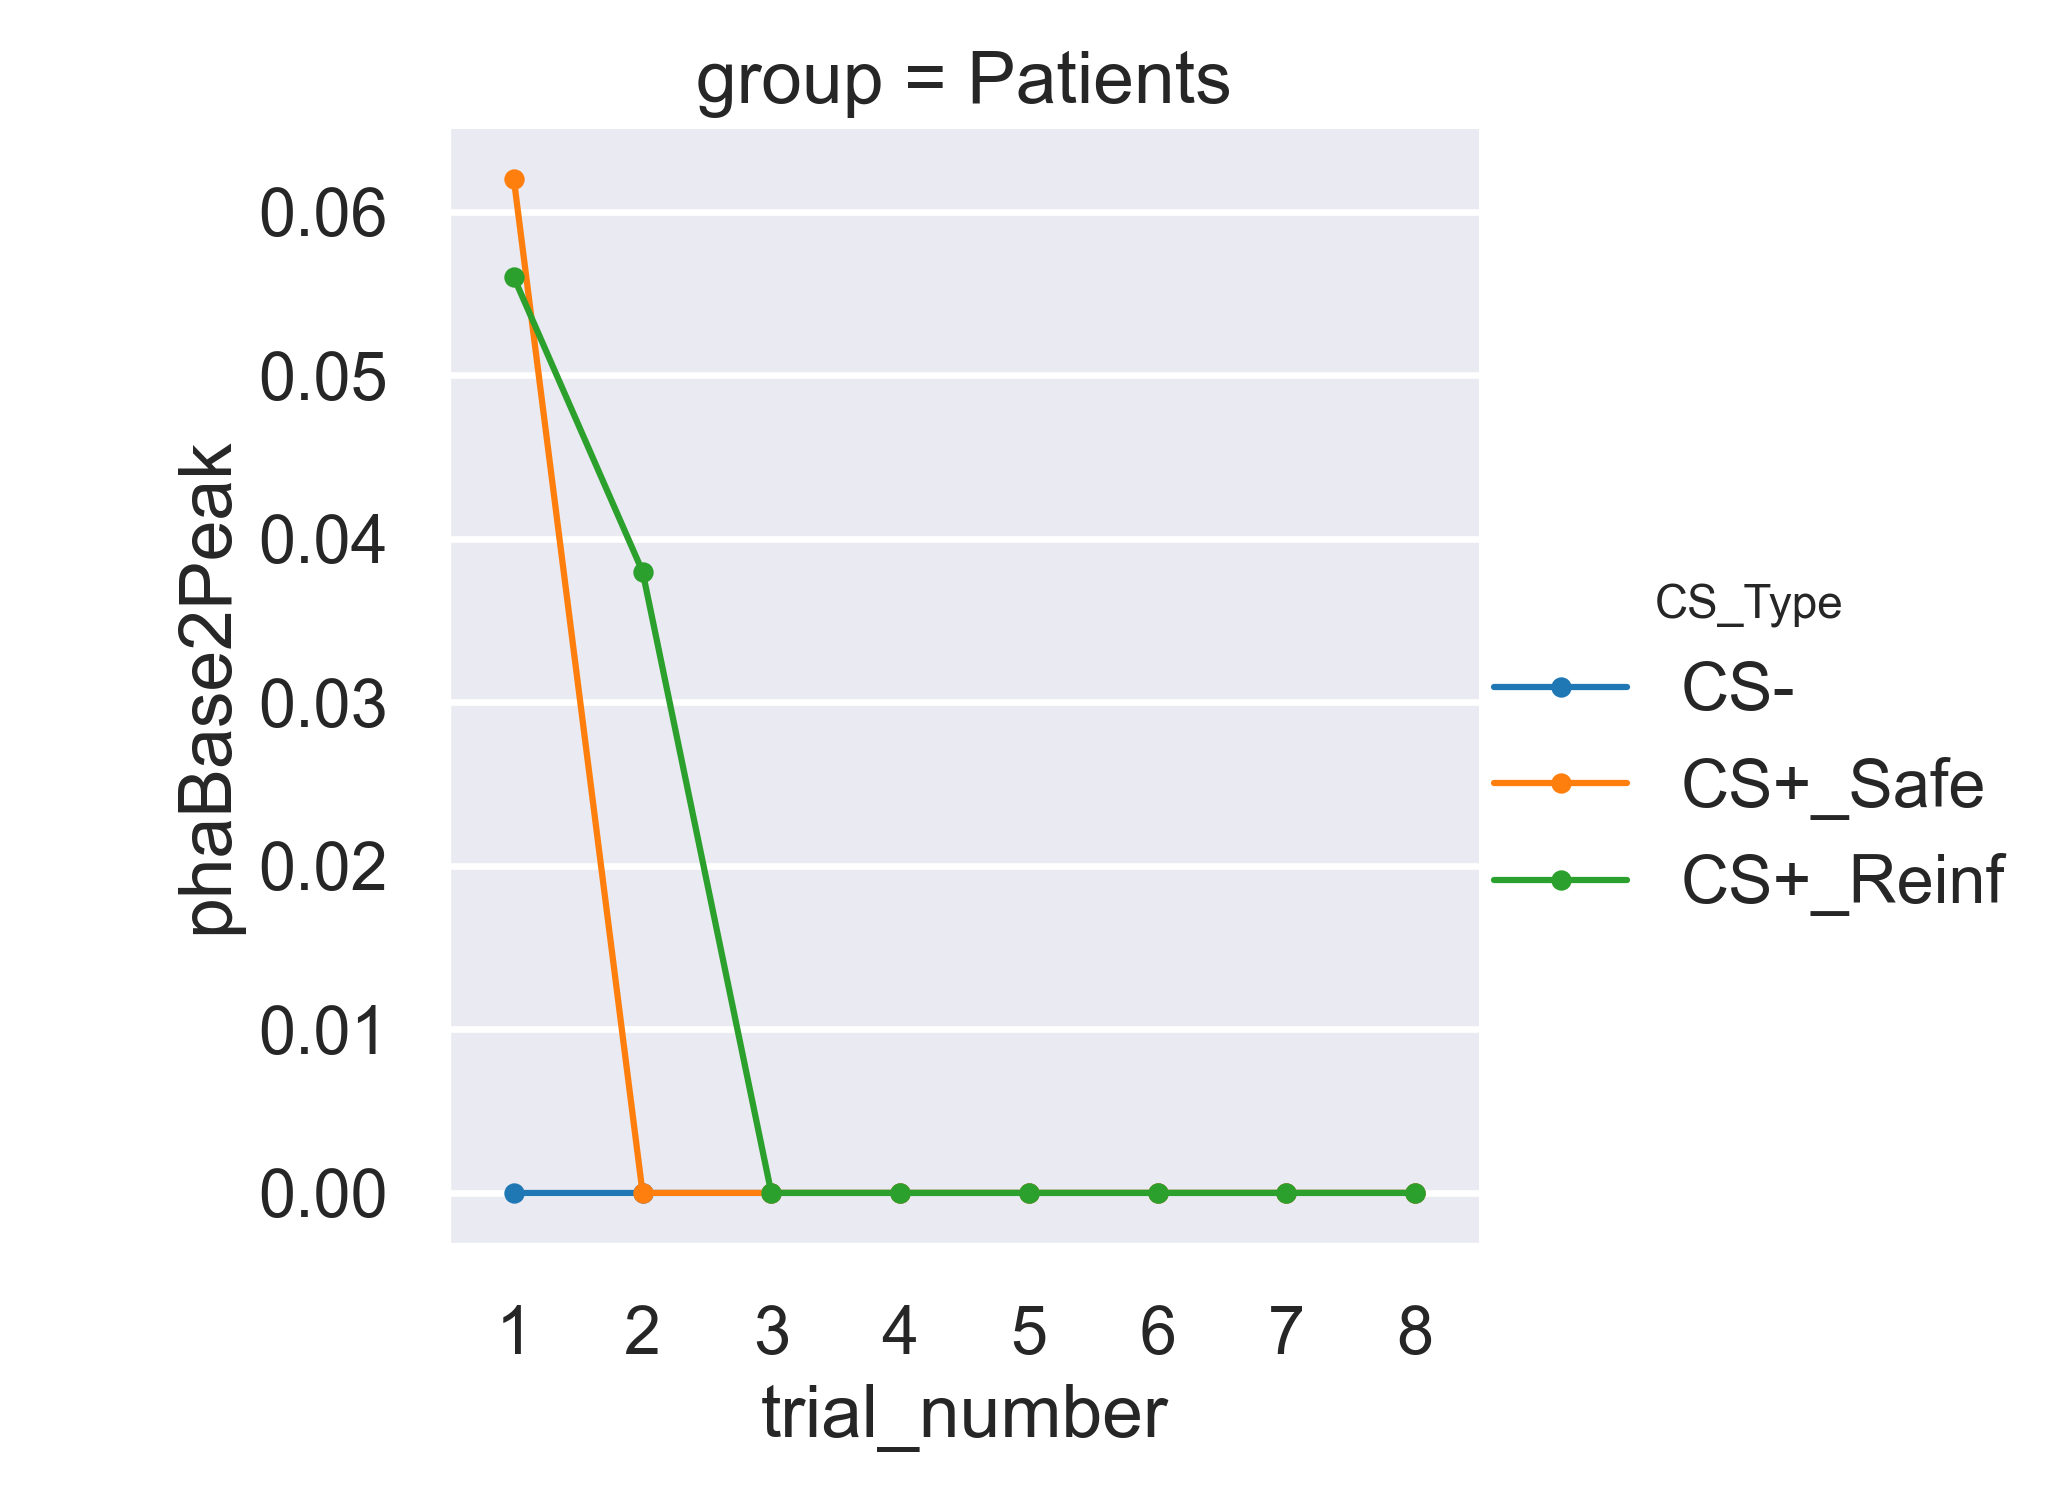 group = Patients
0.06
0.05
0.04
0.03
0.02
0.01
0.00
phaBase2Peak
1 2 3 4 5 6 7 8
trial_number
CS_Type
CS-
CS+_Safe
CS+_Reinf